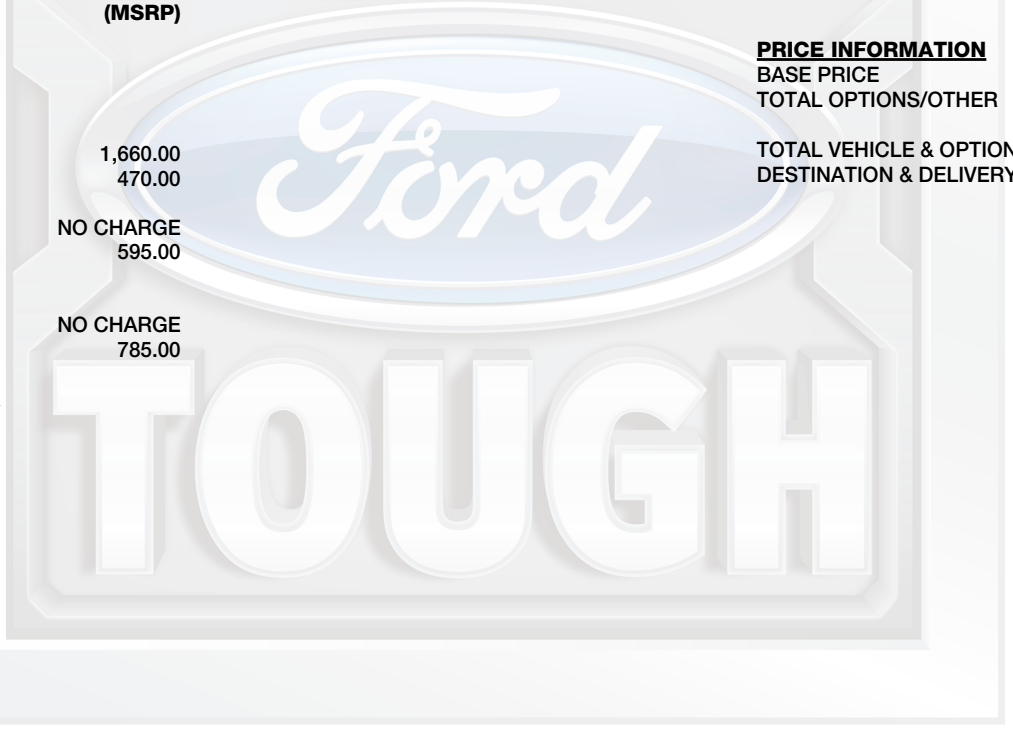 (MSRP)
1,660.00
470.00
NO CHARGE
595.00
NO CHARGE
785.00
PRICE INFORMATION
BASE PRICE
TOTAL OPTIONS/OTHER
TOTAL VEHICLE & OPTION
DESTINATION & DELIVERY
Ford
TOUGH